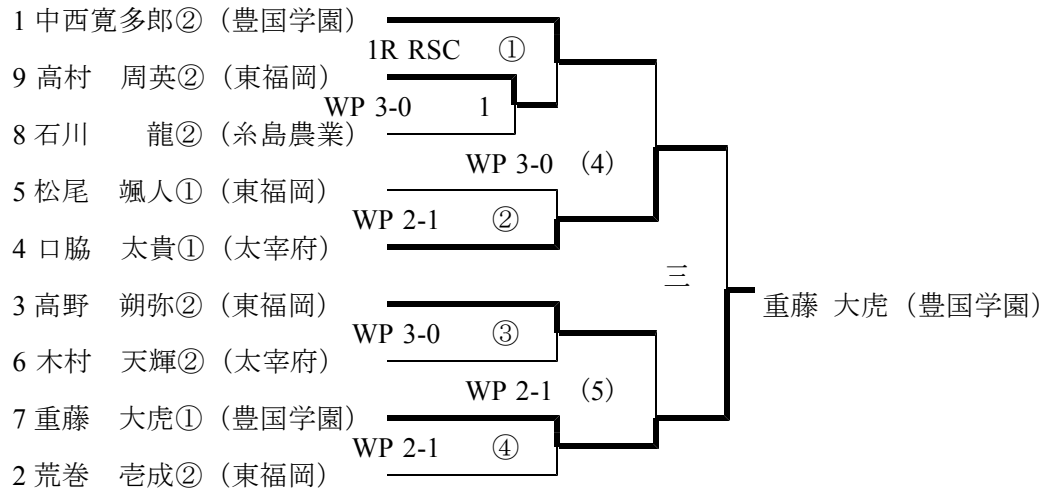 1 中西寛多郎② (豊国学園)
1R RSC ①
9 高村 周英② (東福岡)
WP 3-0 1
8 石川 龍② (糸島農業)
WP 3-0 (4)
5 松尾 颯人① (東福岡)
WP 2-1 ②
4 口脇 太貴① (太宰府)
三
3 高野 朔弥② (東福岡)
重藤 大虎 (豊国学園)
WP 3-0 ③
6 木村 天輝② (太宰府)
WP 2-1 (5)
7 重藤 大虎① (豊国学園)
WP 2-1 ④
2 荒巻 壱成② (東福岡)